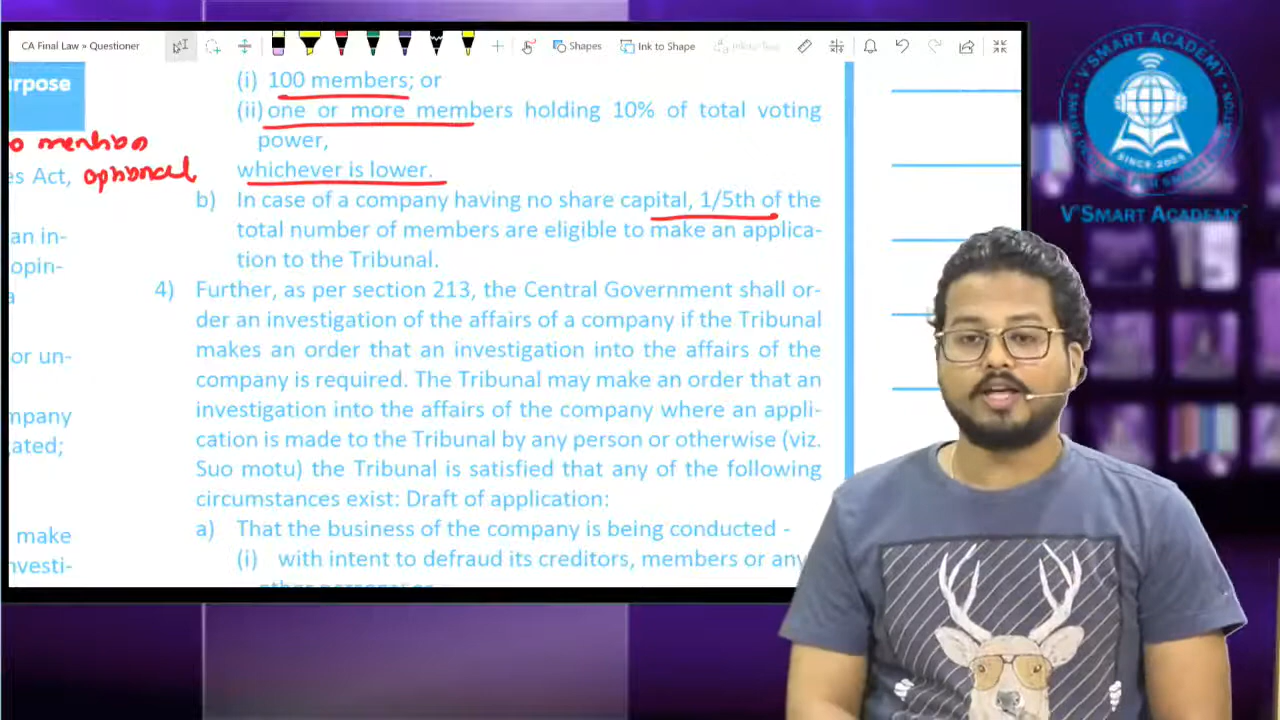 CA Final Law » Questioner
Shapes
Ink to Shape
urpose
o mention
es Act, optional
an in-
opin-
a
or un-
mpany
ated;
make
nvesti-
(i) 100 members; or
(ii) one or more members holding 10% of total voting
power,
whichever is lower.
b) In case of a company having no share capital, 1/5th of the
total number of members are eligible to make an applica-
tion to the Tribunal.
4) Further, as per section 213, the Central Government shall or-
der an investigation of the affairs of a company if the Tribunal
makes an order that an investigation into the affairs of the
company is required. The Tribunal may make an order that an
investigation into the affairs of the company where an appli-
cation is made to the Tribunal by any person or otherwise (viz.
Suo motu) the Tribunal is satisfied that any of the following
circumstances exist: Draft of application:
a) That the business of the company is being conducted -
(i) with intent to defraud its creditors, members or any
V'SMART ACADEMY
SINCE 2008
V'SMART ACADEMY